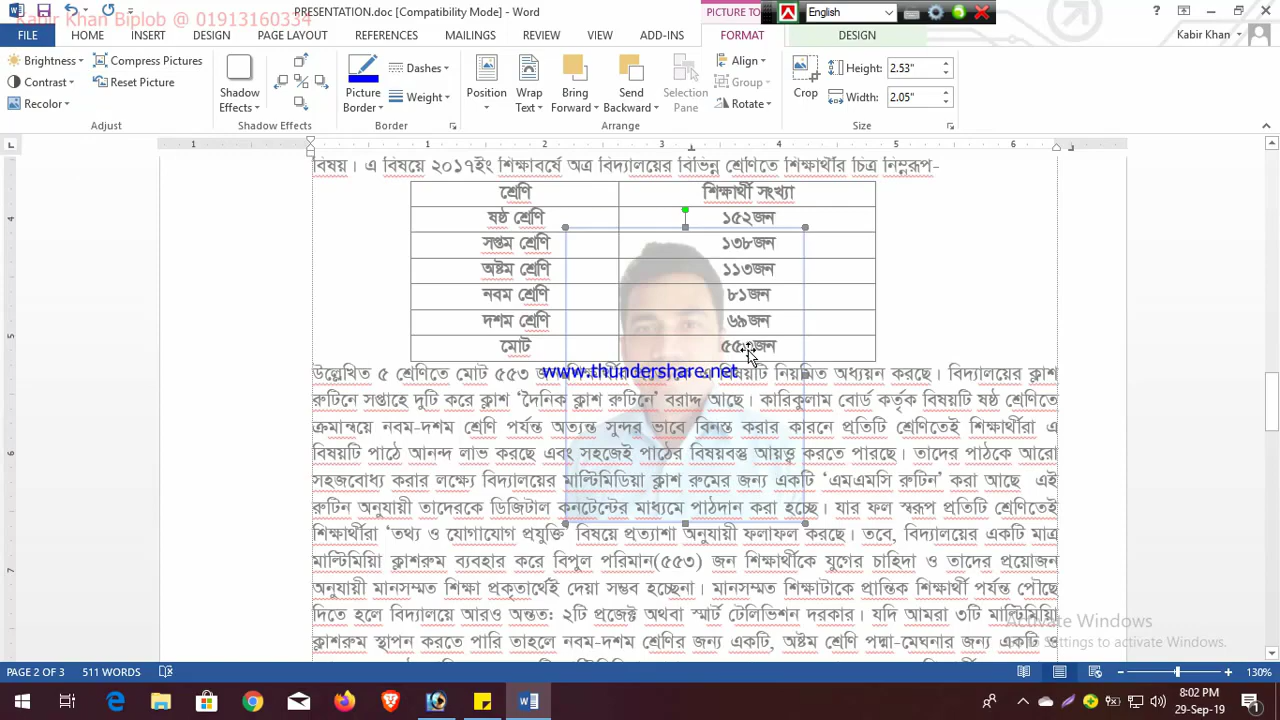 Kabir Khan Biplob @ 01913160334
PRESENTATION.doc [Compatibility Mode] - Word
PICTURE TO
English
FILE HOME INSERT DESIGN PAGE LAYOUT REFERENCES MAILINGS REVIEW VIEW ADD-INS FORMAT DESIGN Kabir Khan
Brightness Compress Pictures
Contrast Reset Picture
Recolor
Shadow Effects
Picture Border
Dashes
Weight
Position
Wrap Text
Bring Forward
Send Backward
Selection Pane
Align
Group
Rotate
Crop
Height: 2.53"
Width: 2.05"
Adjust Shadow Effects Border Arrange Size
1 1 2 3 4 5 6
বিষয়। এ বিষয়ে ২০১৭ইং শিক্ষাবর্ষে অত্র বিদ্যালয়ের বিভিন্ন শ্রেণিতে শিক্ষার্থীর চিত্র নিম্নরূপ-
শ্রেণি শিক্ষার্থী সংখ্যা
ষষ্ঠ শ্রেণি ১৫২জন
সপ্তম শ্রেণি ১৩৮জন
অষ্টম শ্রেণি ১১৩জন
নবম শ্রেণি ৮১জন
দশম শ্রেণি ৬৯জন
মোট
www.thundershare.net
উল্লেখিত ৫ শ্রেণিতে মোট ৫৫৩ এ বিষয়টি নিয়মিত অধ্যয়ন করছে। বিদ্যালয়ের ক্লাশ
রুটিনে সপ্তাহে দুটি করে ক্লাশ ‘দৈনিক ক্লাশ রুটিনে’ বরাদ্দ আছে। কারিকুলাম বোর্ড কর্তৃক বিষয়টি ষষ্ঠ শ্রেণিতে
ক্রমান্বয়ে নবম-দশম শ্রেণি পর্যন্ত অত্যন্ত সুন্দর ভাবে বিনস্ত করার কারনে প্রতিটি শ্রেণিতেই শিক্ষার্থীরা এ
বিষয়টি পাঠে আনন্দ লাভ করছে এবং সহজেই পাঠের বিষয়বস্তু আয়ত্ত্ব করতে পারছে। তাদের পাঠকে আরো
সহজবোধ্য করার লক্ষ্যে বিদ্যালয়ের মাল্টিমিডিয়া ক্লাশ রুমের জন্য একটি ‘এমএমসি রুটিন’ করা আছে এই
রুটিন অনুযায়ী তাদেরকে ডিজিটাল কনটেন্টের মাধ্যমে পাঠদান করা হচ্ছে। যার ফল স্বরূপ প্রতিটি শ্রেণিতেই
শিক্ষার্থীরা ‘তথ্য ও যোগাযোগ প্রযুক্তি’ বিষয়ে প্রত্যাশা অনুযায়ী ফলাফল করছে। তবে, বিদ্যালয়ের একটি মাত্র
মাল্টিমিয়িা ক্লাশরুম ব্যবহার করে বিপুল পরিমান(৫৫৩) জন শিক্ষার্থীকে যুগের চাহিদা ও তাদের প্রয়োজন
অনুযায়ী মানসম্মত শিক্ষা প্রকৃতার্থেই দেয়া সম্ভব হচ্ছেনা। মানসম্মত শিক্ষাটাকে প্রান্তিক শিক্ষার্থী পর্যন্ত পৌছে
দিতে হলে বিদ্যালয়ে আরও অন্তত: ২টি প্রজেক্ট অথবা স্মার্ট টেলিভিশন দরকার। যদি আমরা ৩টি মাল্টিমিয়িা
ক্লাশরুম স্থাপন করতে পারি তাহলে নবম-দশম শ্রেণির জন্য একটি, অষ্টম শ্রেণি পদ্মা-মেঘনার জন্য একটি ও
Activate Windows
Settings to activate Windows.
PAGE 2 OF 3 511 WORDS 130%
8:02 PM
29-Sep-19